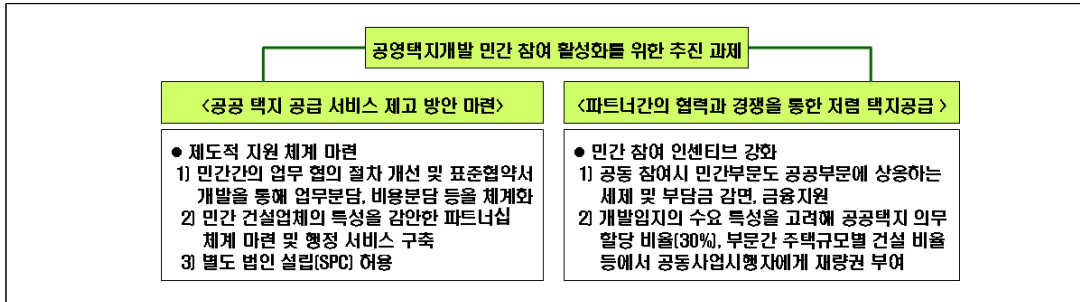 공영택지개발 민간 참여 활성화를 위한 추진 과제
<공공 택지 공급 서비스 제고 방안 마련>
● 제도적 지원 체계 마련
1) 민간간의 업무 협의 절차 개선 및 표준협약서
개발을 통해 업무분담, 비용분담 등을 체계화
2) 민간 건설업체의 특성을 감안한 파트너십
체계 마련 및 행정 서비스 구축
3) 별도 법인 설립(SPC) 허용
<파트너간의 협력과 경쟁을 통한 저렴 택지공급 >
● 민간 참여 인센티브 강화
1) 공동 참여시 민간부문도 공공부문에 상응하는
세제 및 부담금 감면, 금융지원
2) 개발입지의 수요 특성을 고려해 공공택지 의무
할당 비율(30%), 부문간 주택규모별 건설 비율
등에서 공동사업시행자에게 재량권 부여